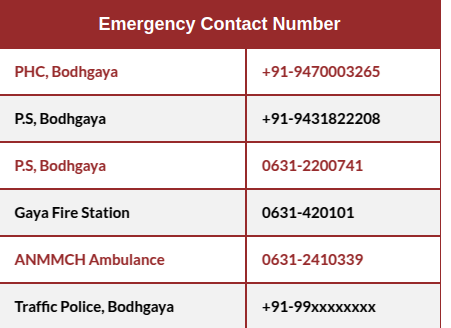 Emergency Contact Number
PHC, Bodhgaya +91-9470003265
P.S, Bodhgaya +91-9431822208
P.S, Bodhgaya 0631-2200741
Gaya Fire Station 0631-420101
ANMMCH Ambulance 0631-2410339
Traffic Police, Bodhgaya +91-99xxxxxxxx